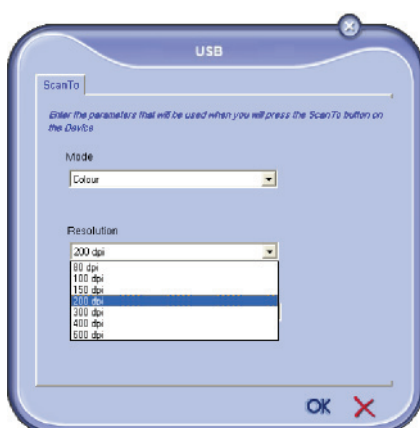 USB
ScanTo
Enter the parameters that will be used when you will press the ScanTo button on
the Device
Mode
Colour
Resolution
200 dpi
80 dpi
100 dpi
150 dpi
200 dpi
300 dpi
400 dpi
600 dpi
OK